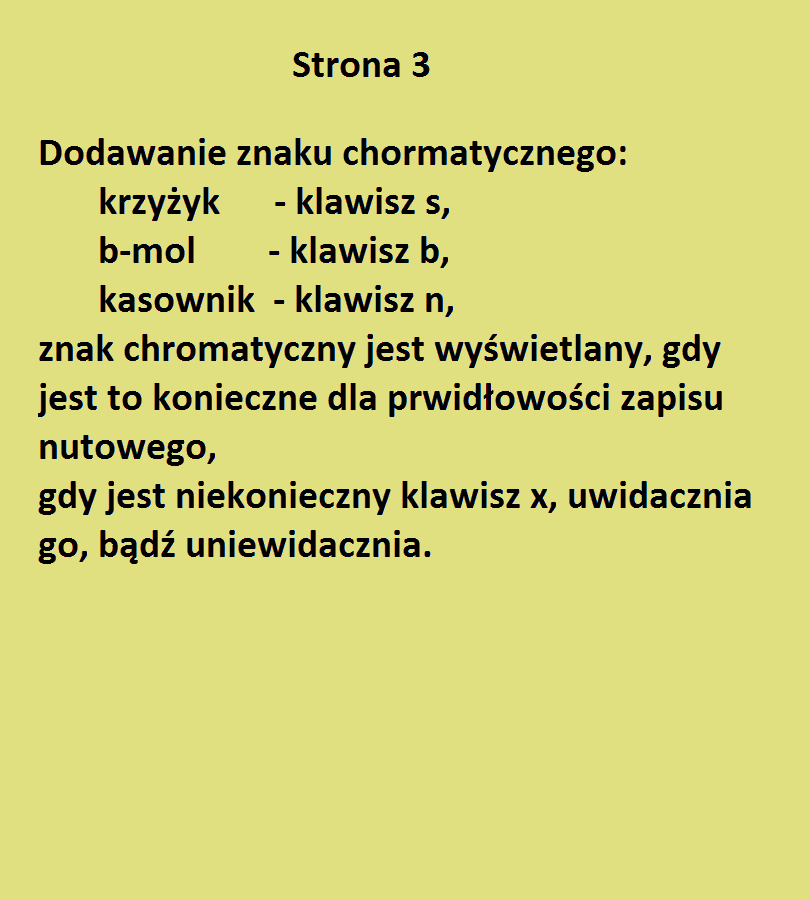 Strona 3
Dodawanie znaku chormatycznego:
krzyżyk - klawisz s,
b-mol - klawisz b,
kasownik - klawisz n,
znak chromatyczny jest wyświetlany, gdy
jest to konieczne dla prwidłowości zapisu
nutowego,
gdy jest niekonieczny klawisz x, uwidacznia
go, bądź uniewidacznia.